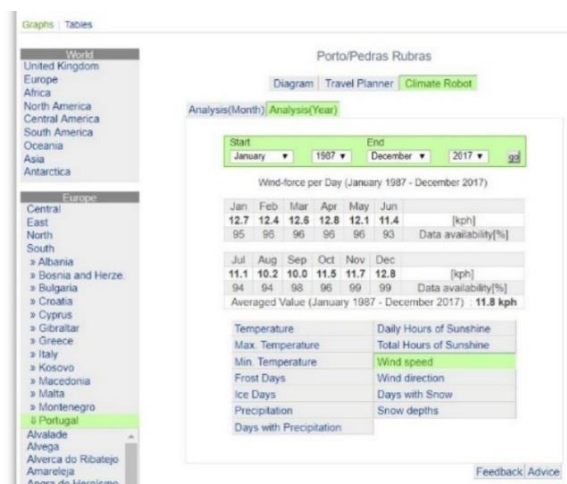 Graphs | Tables
World
United Kingdom
Europe
Africa
North America
Central America
South America
Oceania
Asia
Antarctica
Europe
Central
East
North
South
» Albania
» Bosnia and Herze
» Bulgaria
» Croatia
» Cyprus
» Gibraltar
» Greece
» Italy
» Kosovo
» Macedonia
» Malta
» Montenegro
⇓ Portugal
Alvalade
Alvega
Alverca do Ribatejo
Amareleja
Angra do Heroismo
Porto/Pedras Rubras
Diagram Travel Planner Climate Robot
Analysis(Month) Analysis(Year)
Start End
January 1987 December 2017 go
Wind-force per Day (January 1987 - December 2017)
Jan Feb Mar Apr May Jun
12.7 12.4 12.6 12.8 12.1 11.4 [kph]
95 96 96 96 96 93 Data availability[%]
Jul Aug Sep Oct Nov Dec
11.1 10.2 10.0 11.5 11.7 12.8 [kph]
94 94 98 96 99 99 Data availability[%]
Averaged Value (January 1987 - December 2017) : 11.8 kph
Temperature Daily Hours of Sunshine
Max. Temperature Total Hours of Sunshine
Min. Temperature Wind speed
Frost Days Wind direction
Ice Days Days with Snow
Precipitation Snow depths
Days with Precipitation
Feedback Advice